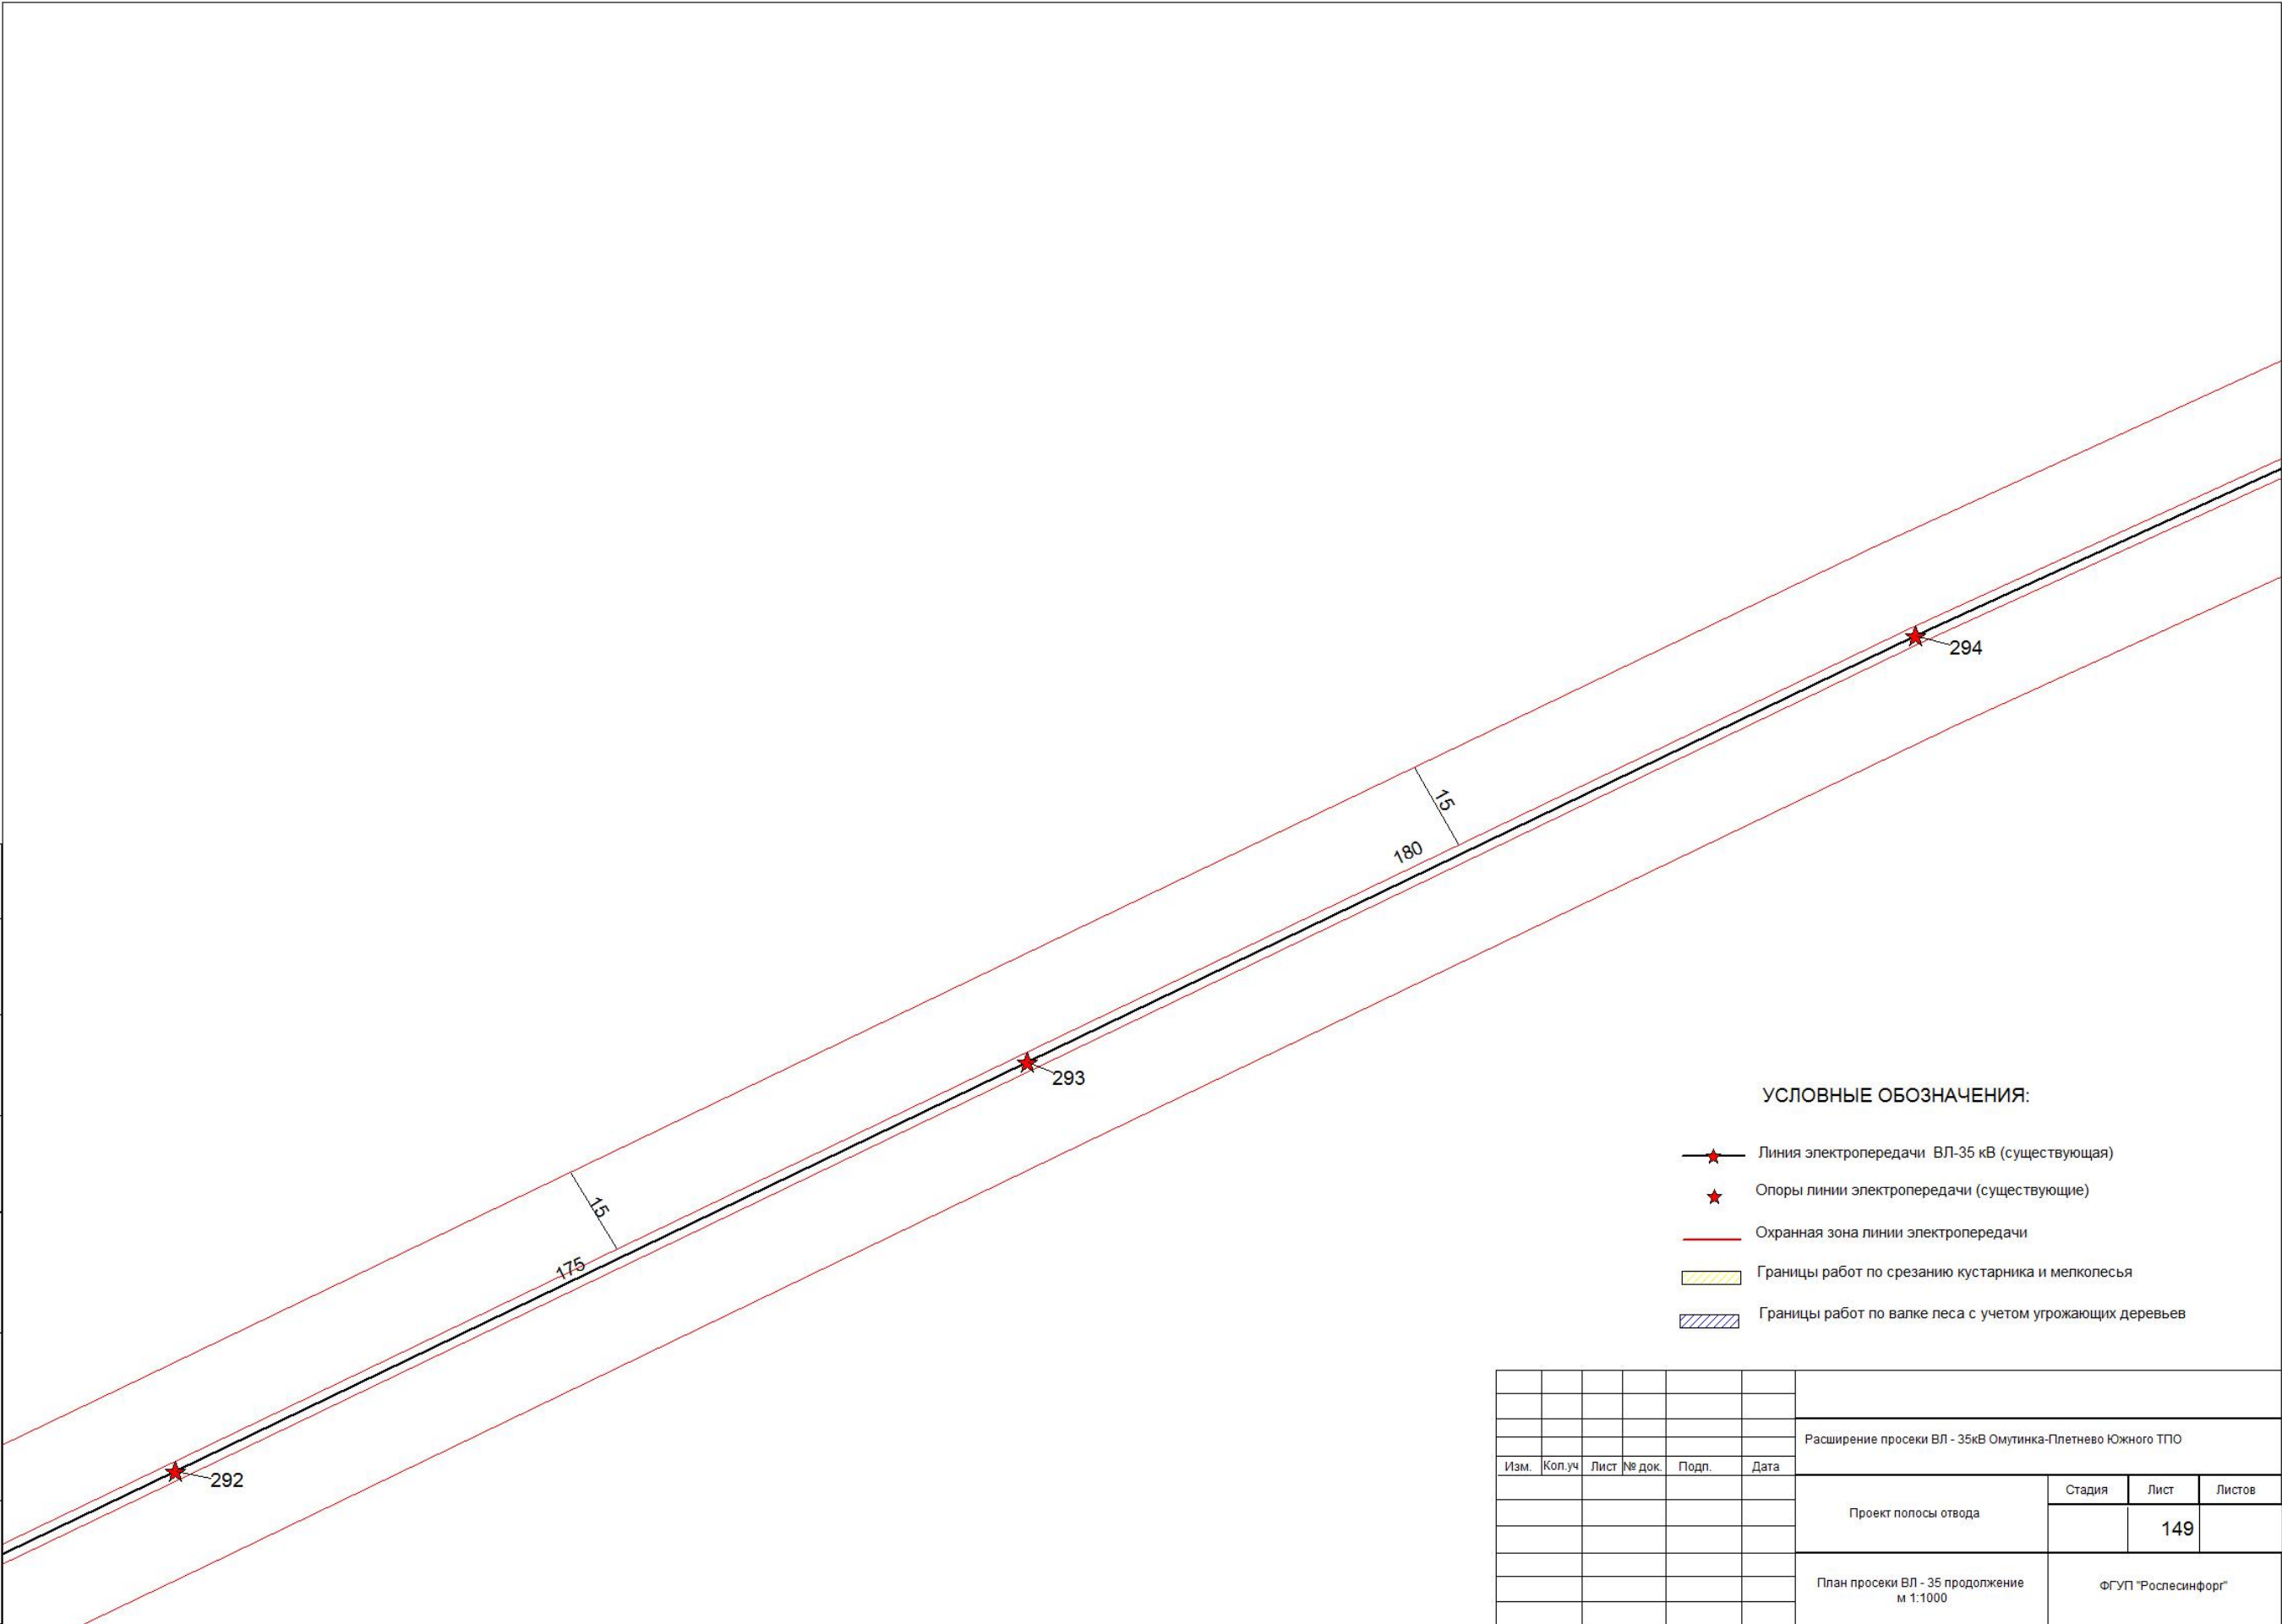 294
15
180
293
15
175
292
УСЛОВНЫЕ ОБОЗНАЧЕНИЯ:
Линия электропередачи ВЛ-35 кВ (существующая)
Опоры линии электропередачи (существующие)
Охранная зона линии электропередачи
Границы работ по срезанию кустарника и мелколесья
Границы работ по валке леса с учетом угрожающих деревьев
Расширение просеки ВЛ - 35кВ Омутинка-Плетнево Южного ТПО
Изм. Кол.уч Лист № док. Подп. Дата
Стадия Лист Листов
Проект полосы отвода
149
План просеки ВЛ - 35 продолжение
м 1:1000
ФГУП "Рослесинфорг"